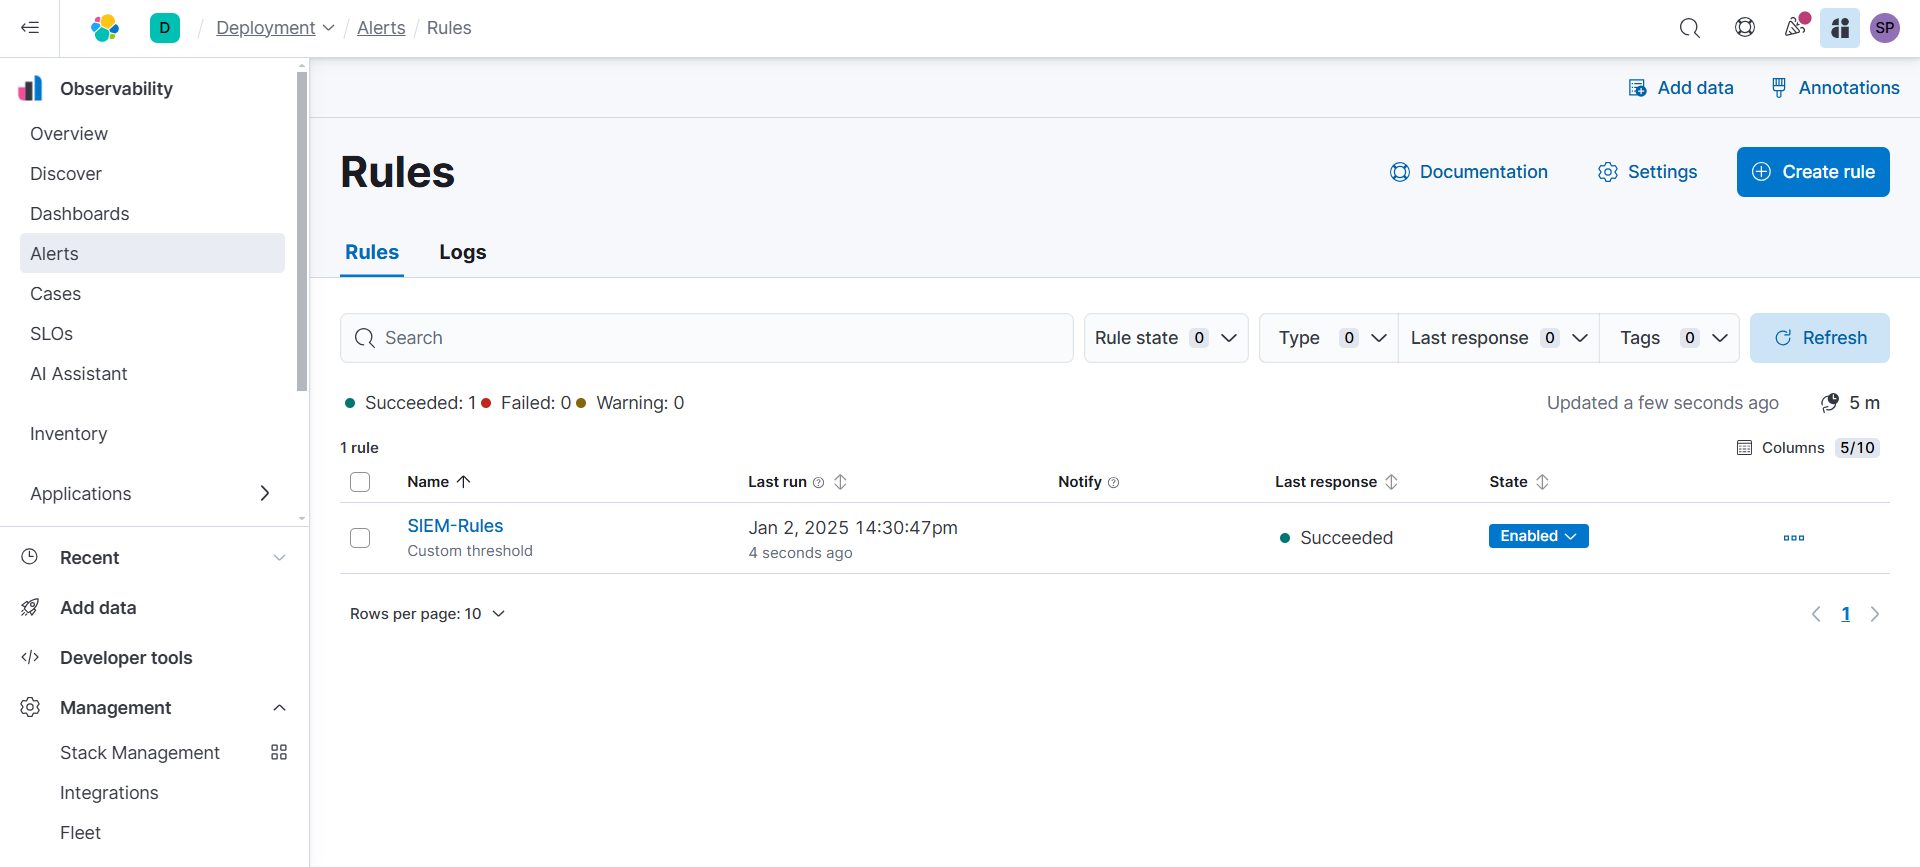 D / Deployment / Alerts / Rules
SP
Observability
Overview
Discover
Dashboards
Alerts
Cases
SLOs
AI Assistant
Inventory
Applications
Recent
Add data
Developer tools
Management
Stack Management
Integrations
Fleet
Add data Annotations
Rules
Documentation Settings Create rule
Rules Logs
Search Rule state 0 Type 0 Last response 0 Tags 0 Refresh
Succeeded: 1 Failed: 0 Warning: 0 Updated a few seconds ago 5 m
1 rule Columns 5/10
Name Last run Notify Last response State
SIEM-Rules Jan 2, 2025 14:30:47pm Succeeded Enabled
Custom threshold 4 seconds ago
Rows per page: 10 1